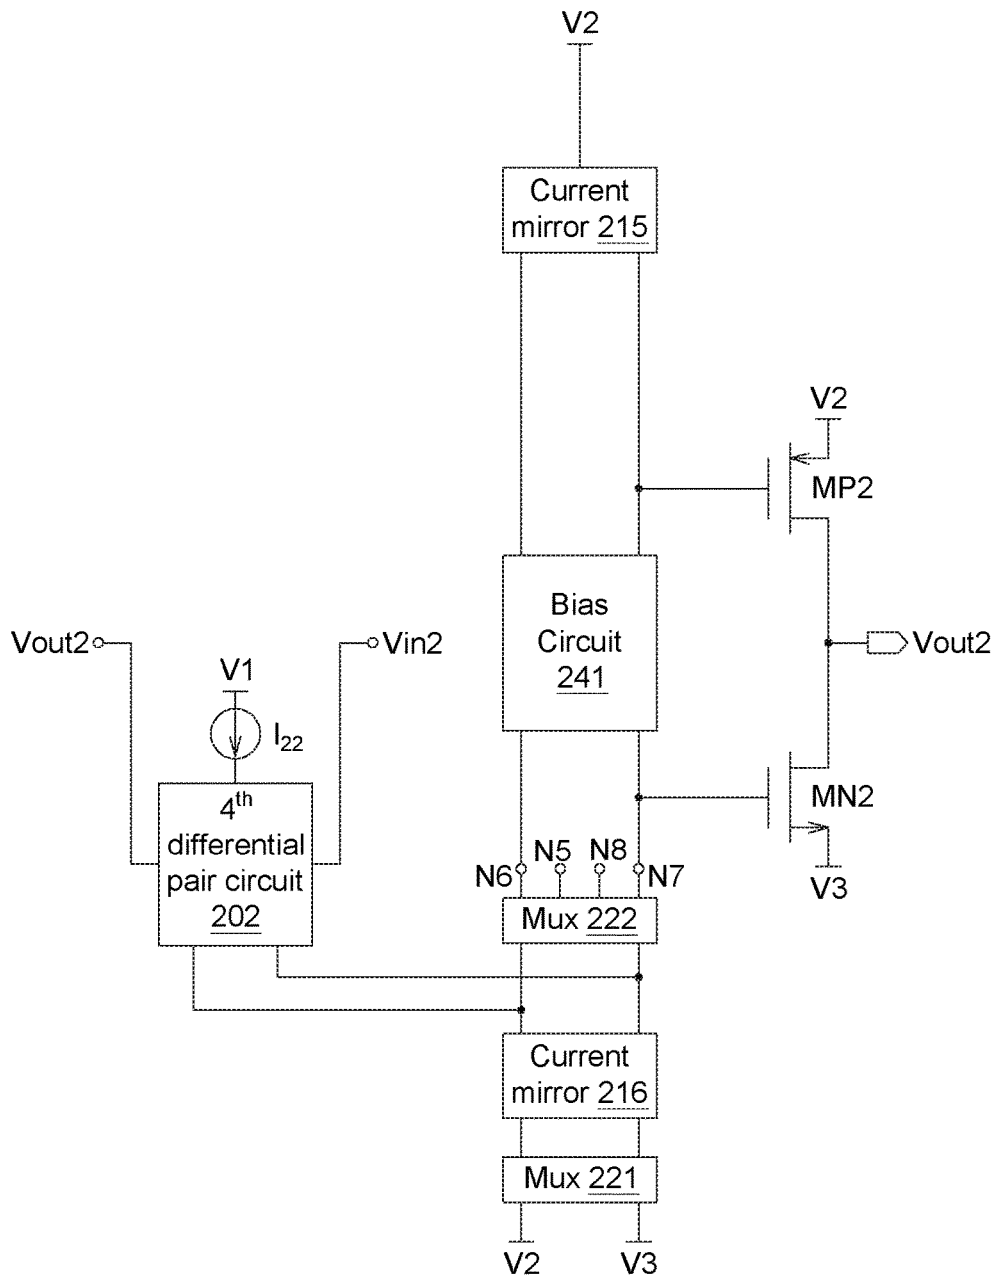 V2
Current
mirror 215
V2
MP2
Bias
Circuit
241
Vout2
Vin2
Vout2
V1
I22
4th
differential
pair circuit
202
MN2
V3
N6
N5
N8
N7
Mux 222
Current
mirror 216
Mux 221
V2
V3